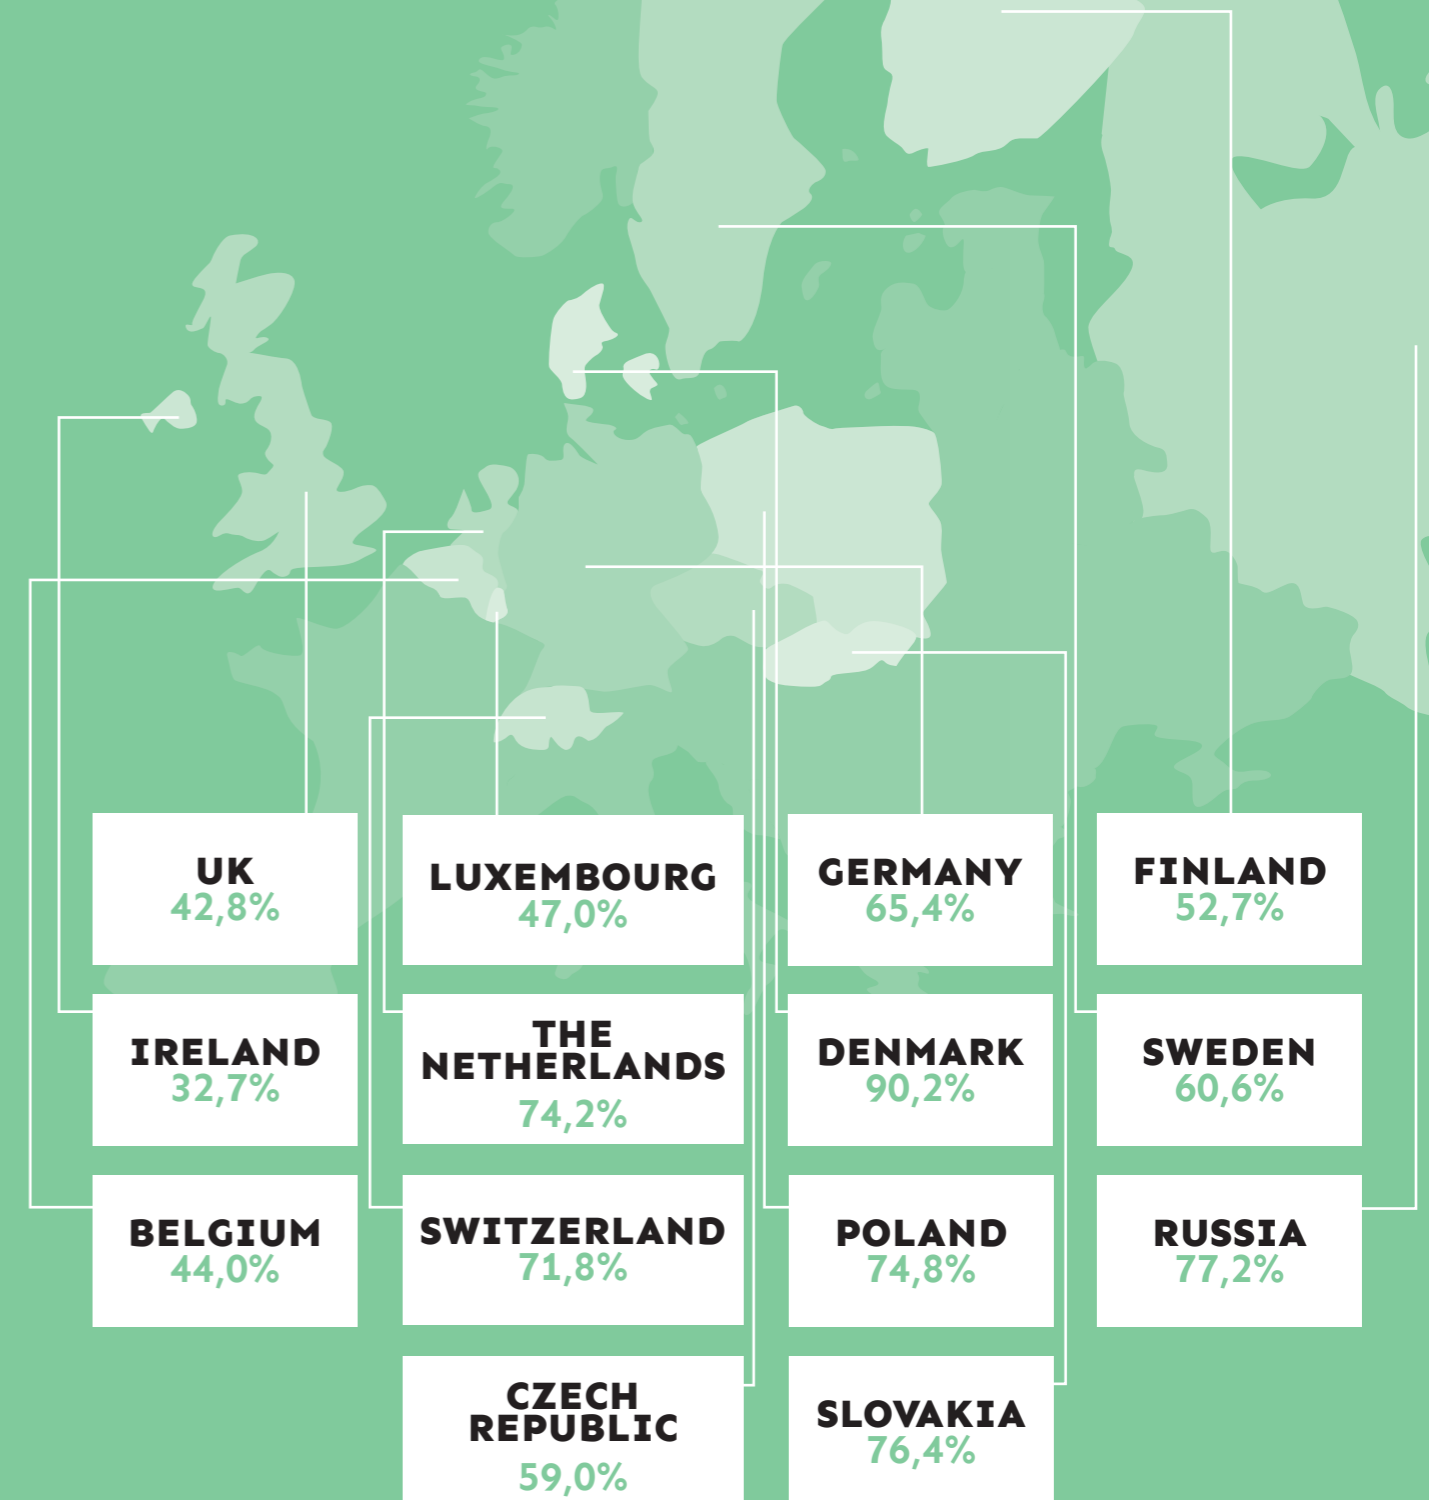 UK
42,8%
LUXEMBOURG
47,0%
GERMANY
65,4%
FINLAND
52,7%
IRELAND
32,7%
THE
NETHERLANDS
74,2%
DENMARK
90,2%
SWEDEN
60,6%
BELGIUM
44,0%
SWITZERLAND
71,8%
POLAND
74,8%
RUSSIA
77,2%
CZECH
REPUBLIC
59,0%
SLOVAKIA
76,4%